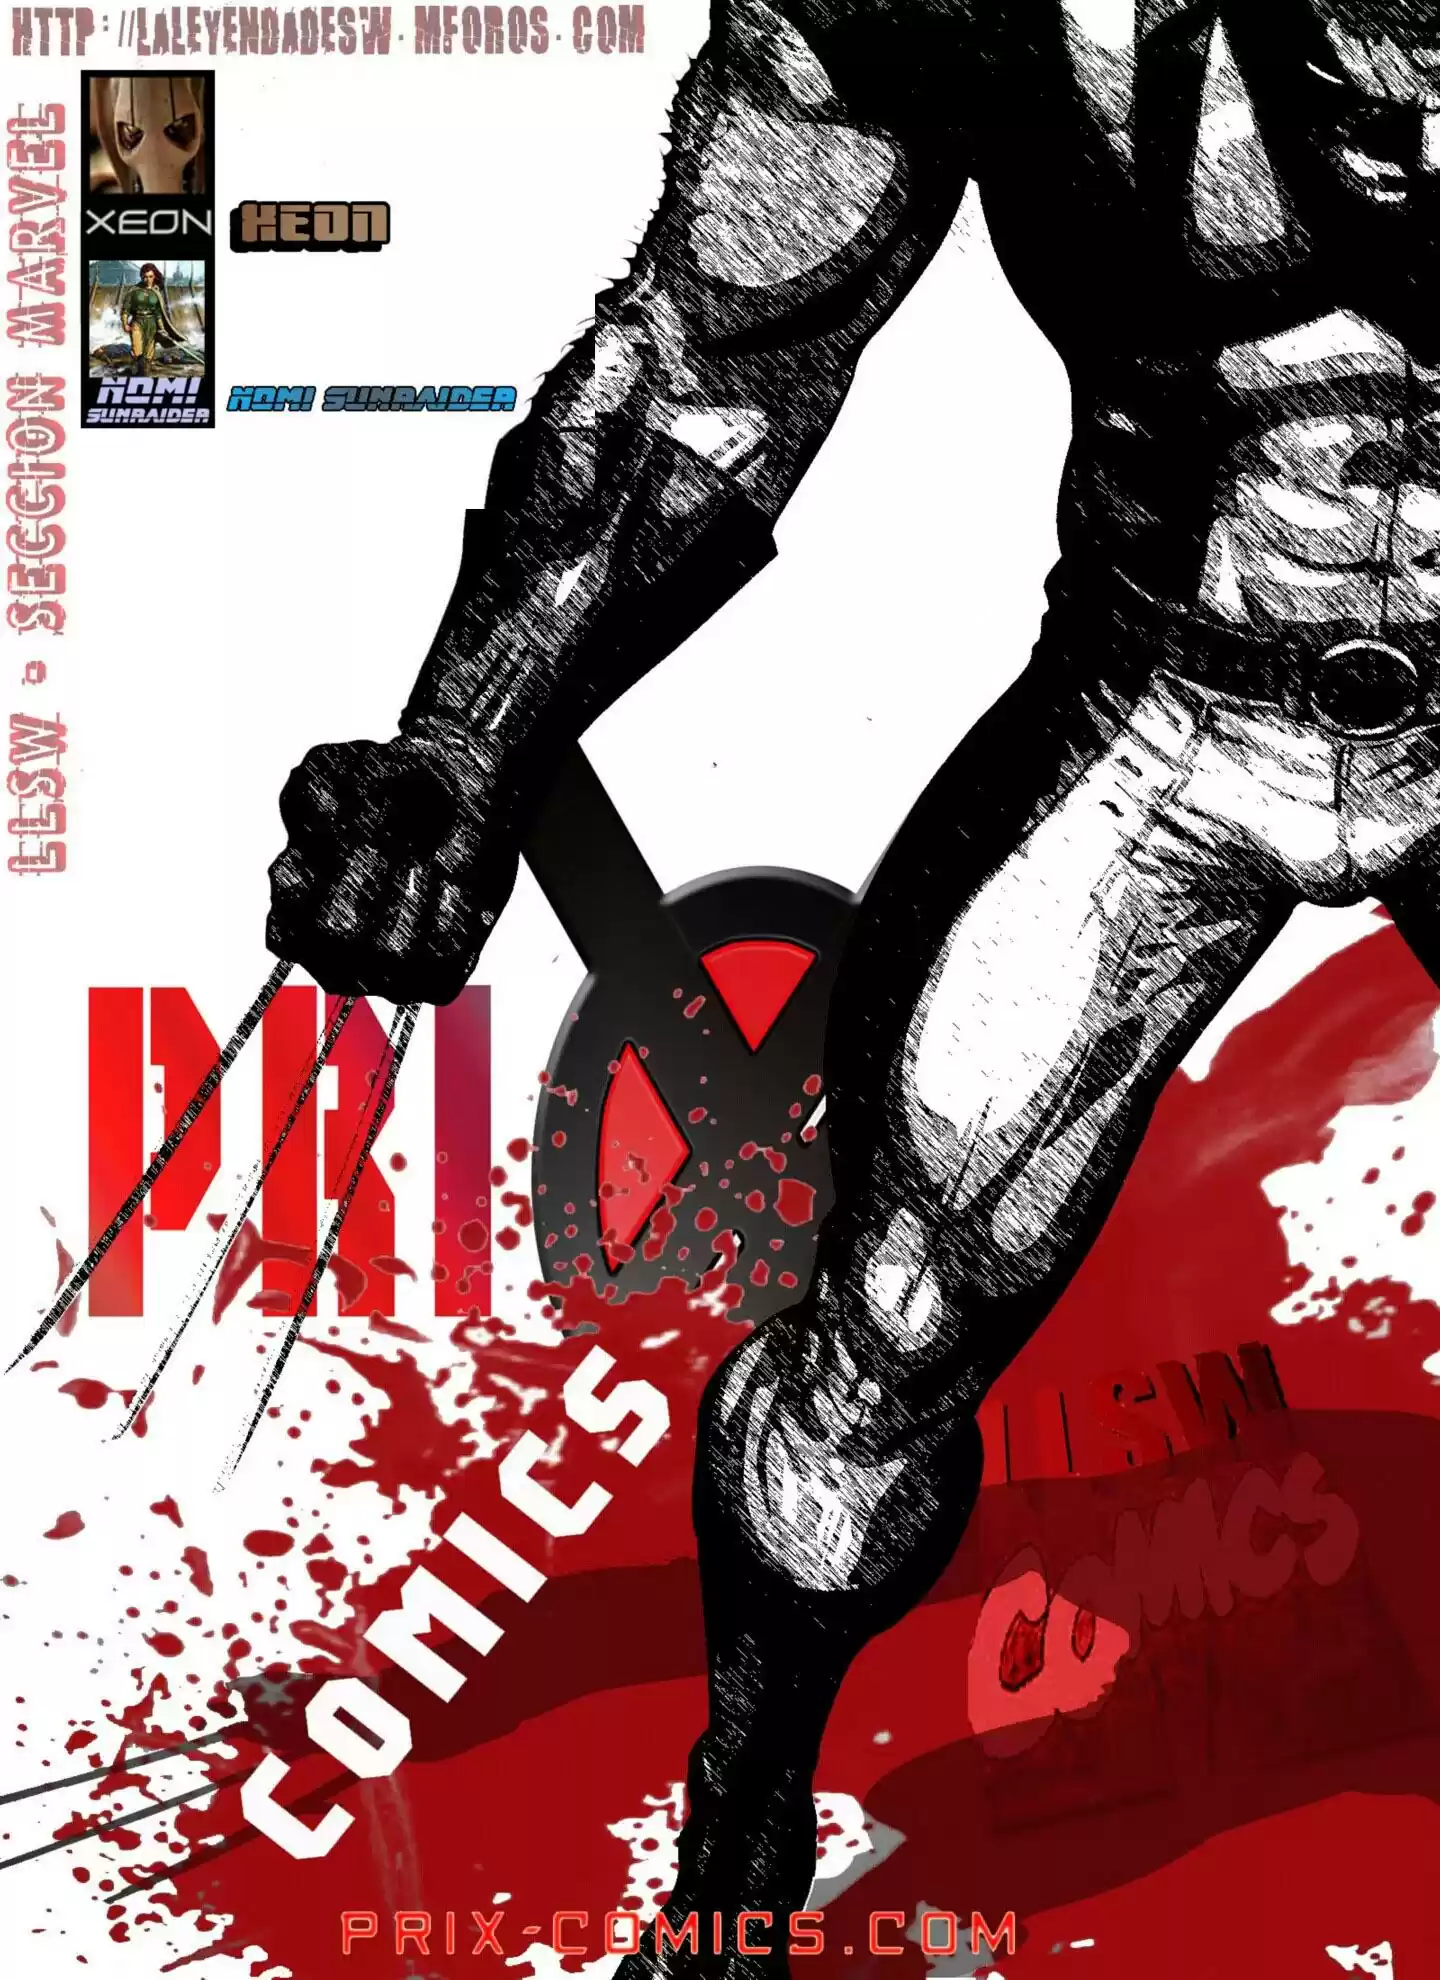 HTTP://LALEYENDADESW.MFOROS.COM
LLSW - SECCION MARVEL
XEON
XEON
NOMI
SUNRAIDER
NOMI SUNRAIDER
PRI
COMICS
LLSW
COMICS
PRIX-COMICS.COM